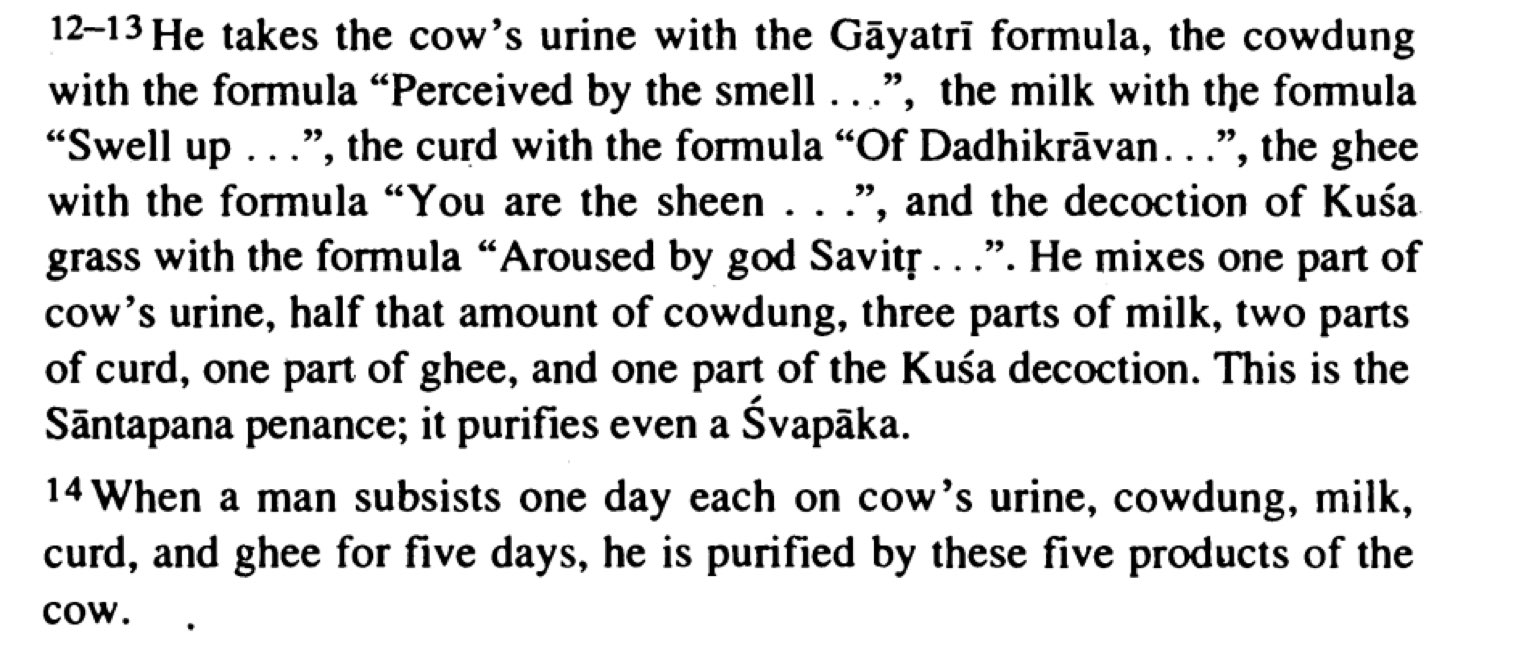 12–13 He takes the cow’s urine with the Gāyatrī formula, the cowdung
with the formula “Perceived by the smell . . .”, the milk with the formula
“Swell up . . .”, the curd with the formula “Of Dadhikrāvan. . .”, the ghee
with the formula “You are the sheen . . .”, and the decoction of Kuśa
grass with the formula “Aroused by god Savitṛ . . .”. He mixes one part of
cow’s urine, half that amount of cowdung, three parts of milk, two parts
of curd, one part of ghee, and one part of the Kuśa decoction. This is the
Sāntapana penance; it purifies even a Śvapāka.
14 When a man subsists one day each on cow’s urine, cowdung, milk,
curd, and ghee for five days, he is purified by these five products of the
cow.